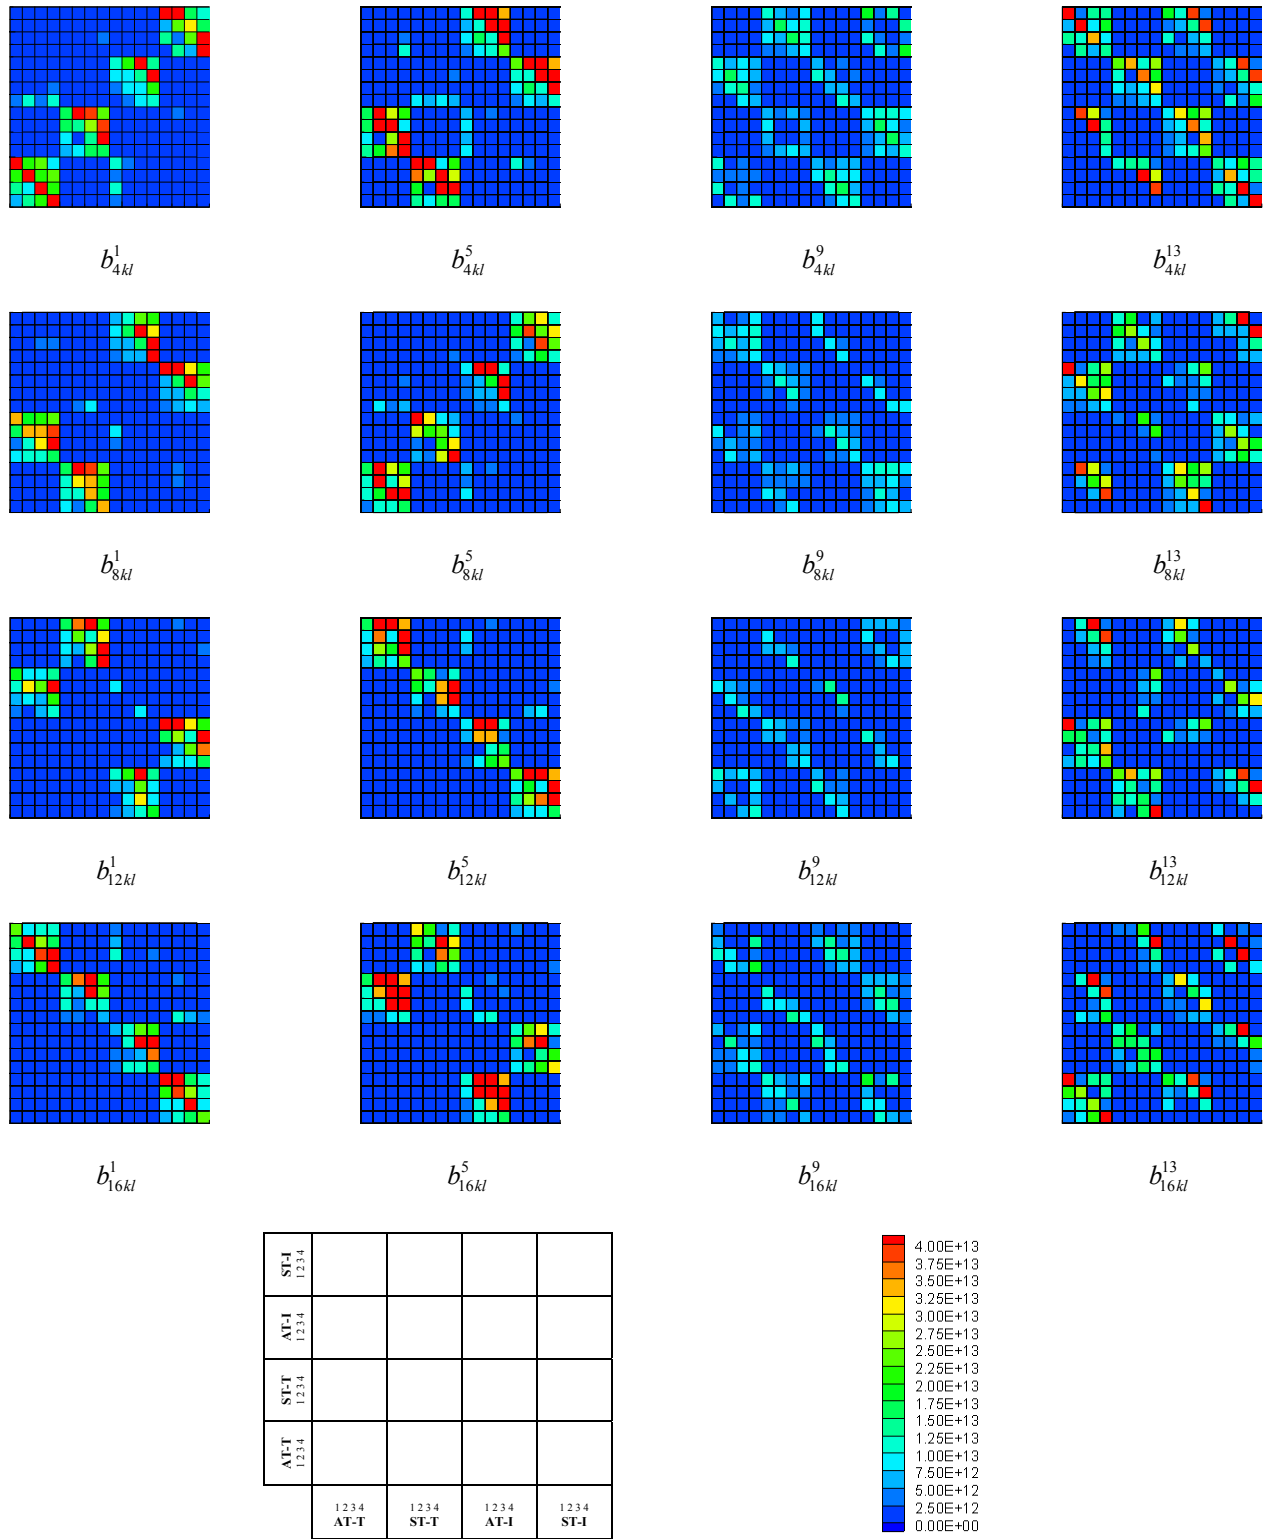 b^1_{4kl} b^5_{4kl} b^9_{4kl} b^13_{4kl}
b^1_{8kl} b^5_{8kl} b^9_{8kl} b^13_{8kl}
b^1_{12kl} b^5_{12kl} b^9_{12kl} b^13_{12kl}
b^1_{16kl} b^5_{16kl} b^9_{16kl} b^13_{16kl}
ST-I
1 2 3 4
AT-I
1 2 3 4
ST-T
1 2 3 4
AT-T
1 2 3 4
1 2 3 4 1 2 3 4 1 2 3 4 1 2 3 4
AT-T ST-T AT-I ST-I
4.00E+13
3.75E+13
3.50E+13
3.25E+13
3.00E+13
2.75E+13
2.50E+13
2.25E+13
2.00E+13
1.75E+13
1.50E+13
1.25E+13
1.00E+13
7.50E+12
5.00E+12
2.50E+12
0.00E+00